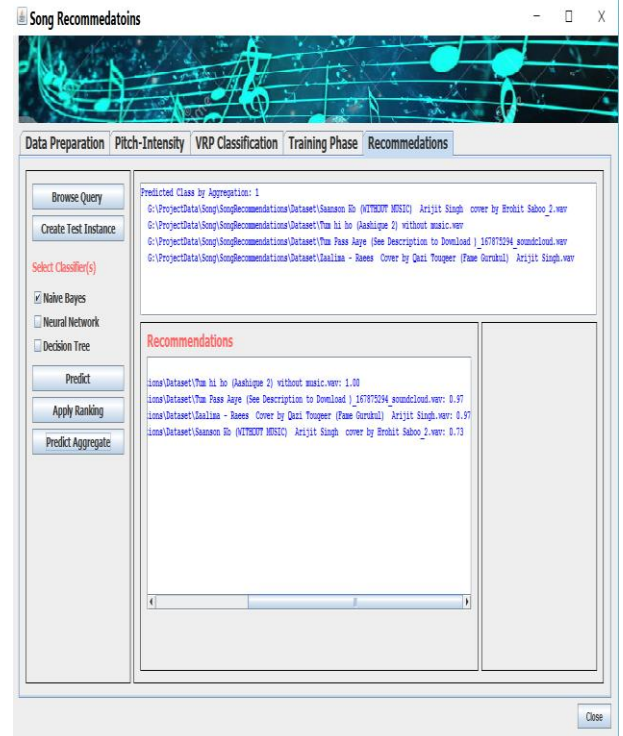 Song Recommedatoins
Data Preparation Pitch-Intensity VRP Classification Training Phase Recommedations
Browse Query
Create Test Instance
Select Classifier(s)
Naive Bayes
Neural Network
Decision Tree
Predict
Apply Ranking
Predict Aggregate
Predicted Class by Aggregation: 1
G:\ProjectData\Song\SongRecommendations\Dataset\Saanson Ko (WITHOUT MUSIC) Arijit Singh cover by Hrohit Saboo_2.wav
G:\ProjectData\Song\SongRecommendations\Dataset\Tum hi ho (Aashique 2) without music.wav
G:\ProjectData\Song\SongRecommendations\Dataset\Tum Pass Aaye (See Description to Download )_167875294_soundcloud.wav
G:\ProjectData\Song\SongRecommendations\Dataset\Zaalima - Raees Cover by Qazi Touqeer (Fame Gurukul) Arijit Singh.wav
Recommendations
ions\Dataset\Tum hi ho (Aashique 2) without music.wav: 1.00
ions\Dataset\Tum Pass Aaye (See Description to Download )_167875294_soundcloud.wav: 0.97
ions\Dataset\Zaalima - Raees Cover by Qazi Touqeer (Fame Gurukul) Arijit Singh.wav: 0.97
ions\Dataset\Saanson Ko (WITHOUT MUSIC) Arijit Singh cover by Hrohit Saboo_2.wav: 0.73
Close